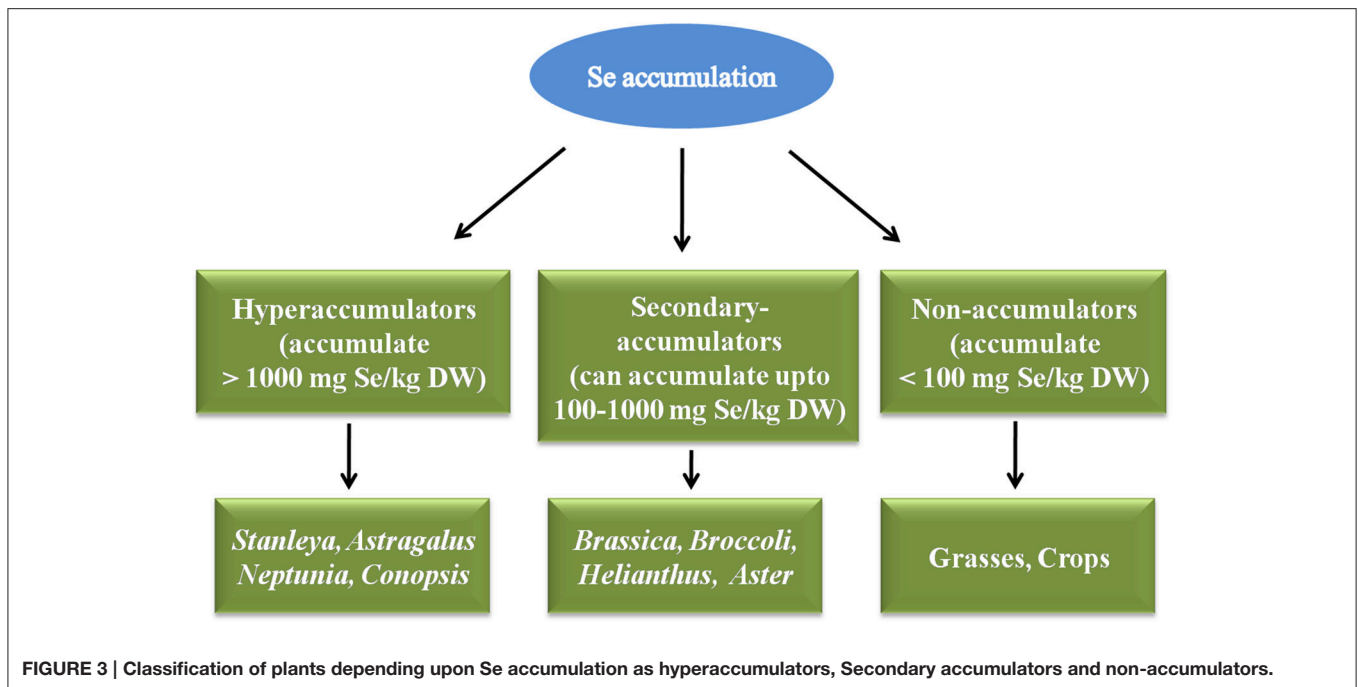 Se accumulation
Hyperaccumulators
(accumulate
> 1000 mg Se/kg DW)
Secondary-
accumulators
(can accumulate upto
100-1000 mg Se/kg DW)
Non-accumulators
(accumulate
< 100 mg Se/kg DW)
Stanleya, Astragalus
Neptunia, Conopsis
Brassica, Broccoli,
Helianthus, Aster
Grasses, Crops
FIGURE 3 | Classification of plants depending upon Se accumulation as hyperaccumulators, Secondary accumulators and non-accumulators.